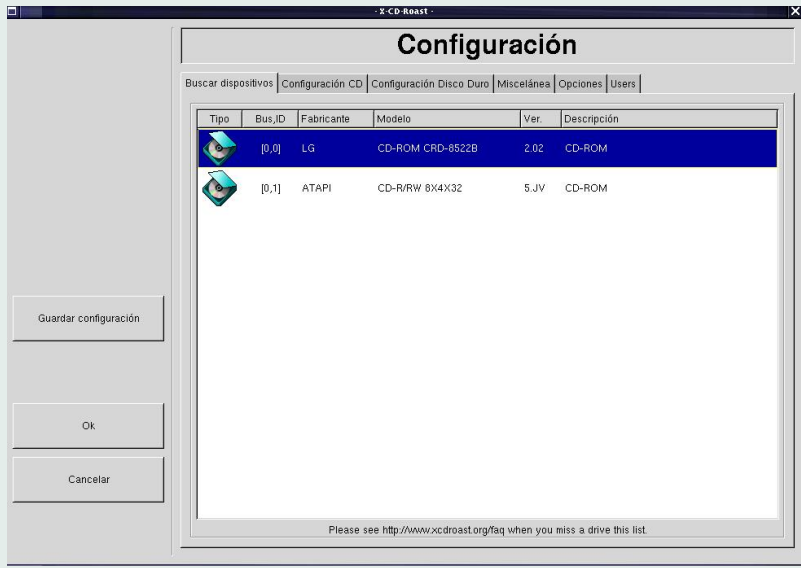 - X-CD-Roast -
Configuración
Buscar dispositivos Configuración CD Configuración Disco Duro Miscelánea Opciones Users
Tipo Bus,ID Fabricante Modelo Ver. Descripción
[0,0] LG CD-ROM CRD-8522B 2.02 CD-ROM
[0,1] ATAPI CD-R/RW 8X4X32 5.JV CD-ROM
Guardar configuración
Ok
Cancelar
Please see http://www.xcdroast.org/faq when you miss a drive this list.